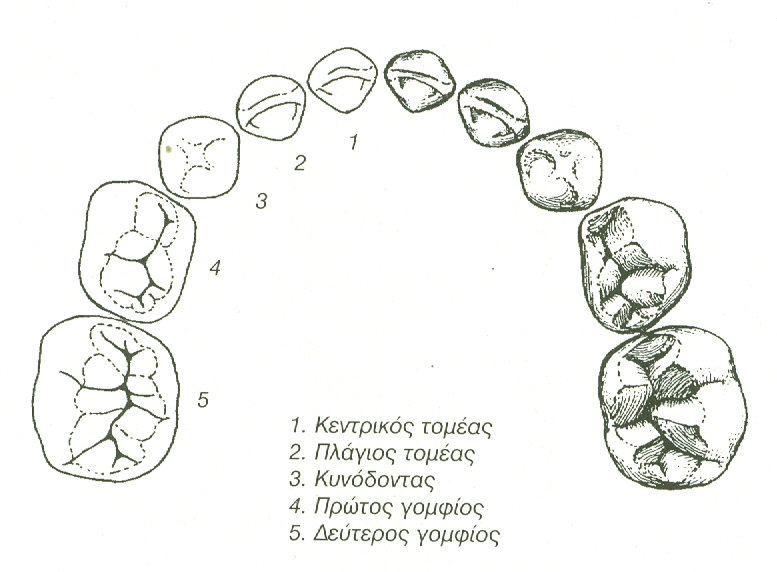 1
2
3
4
5
1. Κεντρικός τομέας
2. Πλάγιος τομέας
3. Κυνόδοντας
4. Πρώτος γομφίος
5. Δεύτερος γομφίος